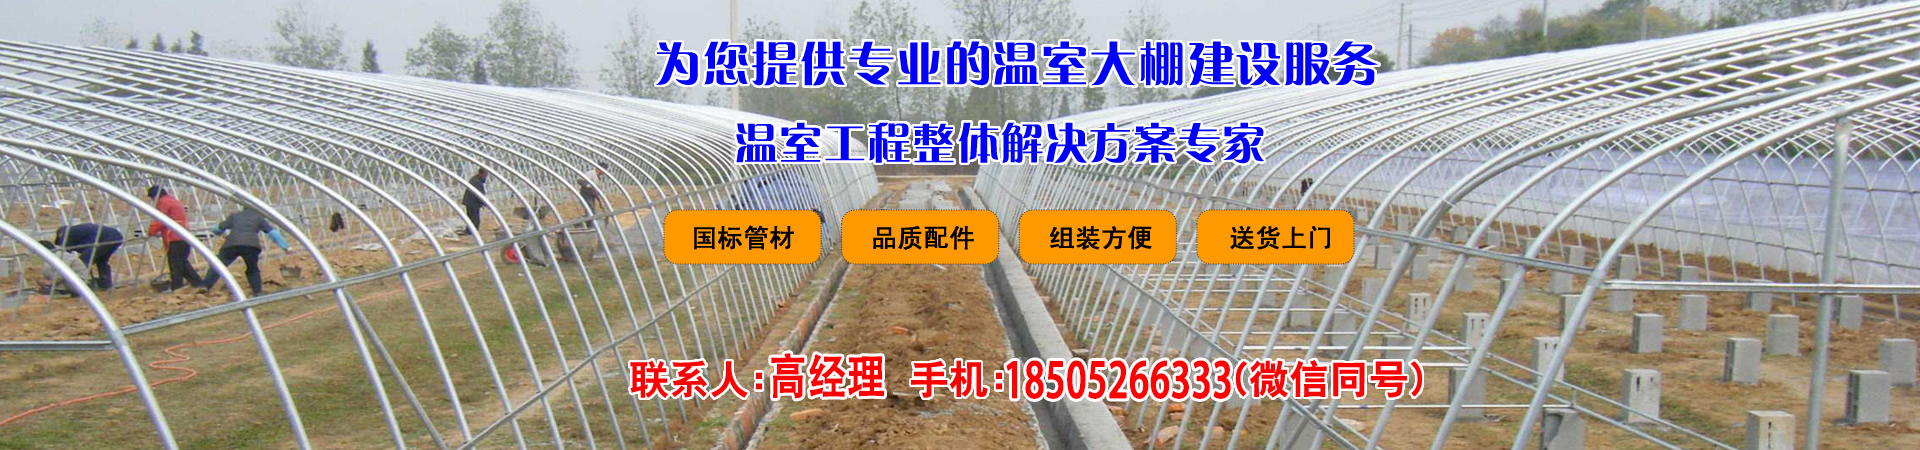 为您提供专业的温室大棚建设服务
温室工程整体解决方案专家
国标管材 品质配件 组装方便 送货上门
联系人:高经理 手机:18505266333(微信同号)